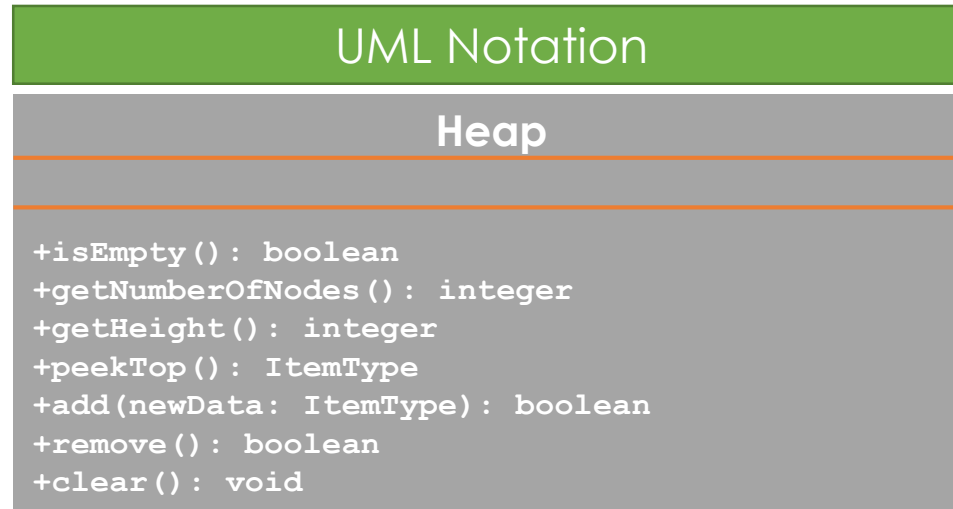 UML Notation
Heap
+isEmpty(): boolean
+getNumberOfNodes(): integer
+getHeight(): integer
+peekTop(): ItemType
+add(newData: ItemType): boolean
+remove(): boolean
+clear(): void